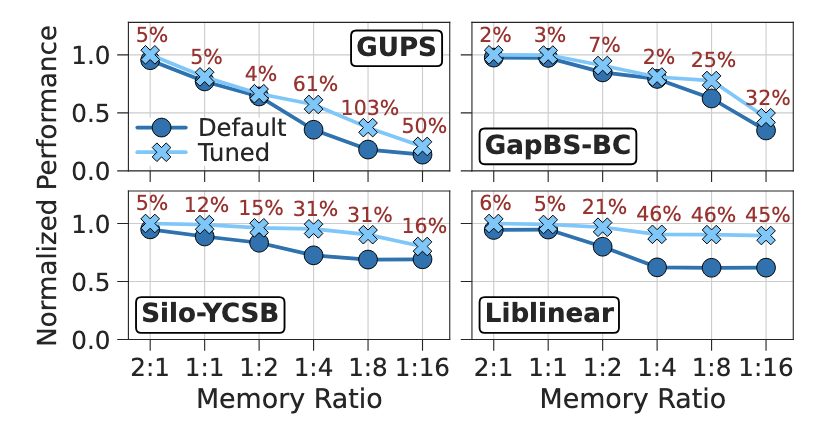 Normalized Performance
GUPS
1.0
0.5
0.0
5%
5%
4%
61%
103%
50%
Default
Tuned
GapBS-BC
2%
3%
7%
2%
25%
32%
Silo-YCSB
1.0
0.5
0.0
5%
12%
15%
31%
31%
16%
Liblinear
6%
5%
21%
46%
46%
45%
2:1 1:1 1:2 1:4 1:8 1:16
2:1 1:1 1:2 1:4 1:8 1:16
Memory Ratio
Memory Ratio